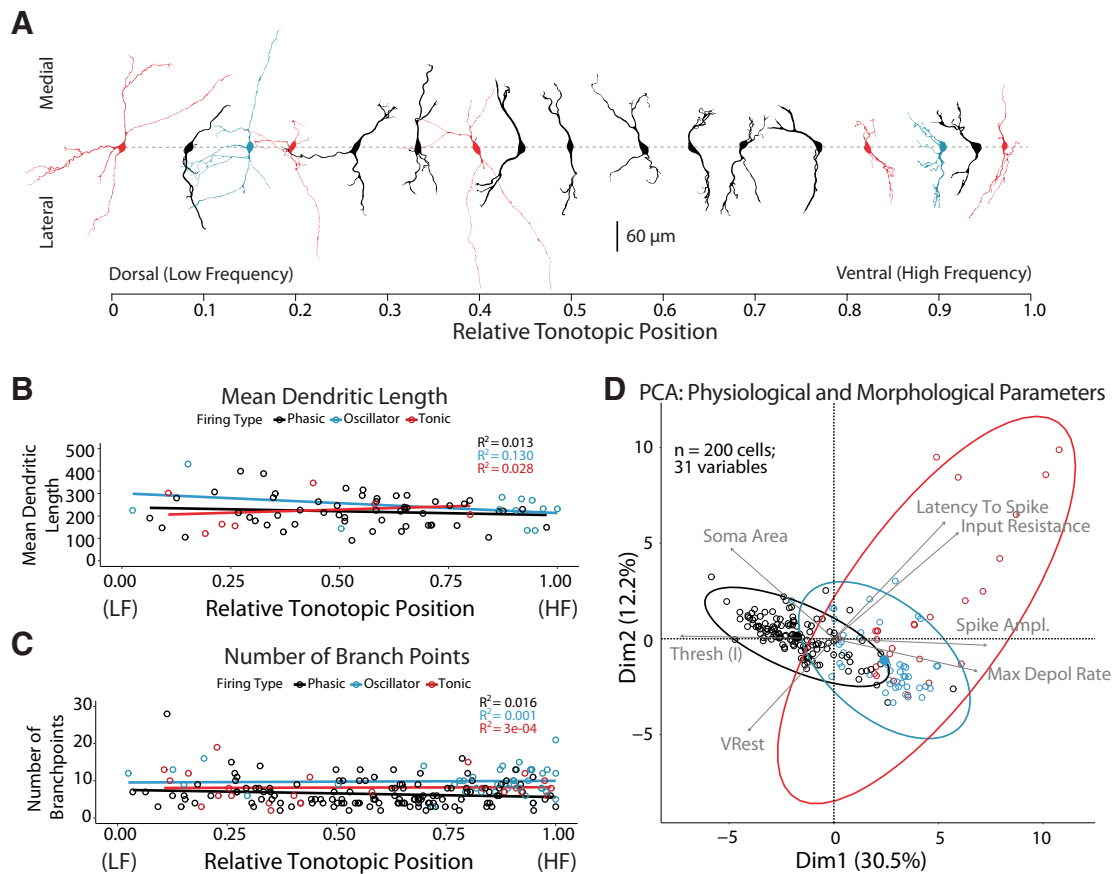 A
Medial
Lateral
60 µm
Dorsal (Low Frequency)
Ventral (High Frequency)
0 0.1 0.2 0.3 0.4 0.5 0.6 0.7 0.8 0.9 1.0
Relative Tonotopic Position
B
Mean Dendritic Length
Firing Type Phasic Oscillator Tonic
R² = 0.013
R² = 0.130
R² = 0.028
Mean Dendritic
Length
500
400
300
200
100
0
0.00 0.25 0.50 0.75 1.00
(LF) Relative Tonotopic Position (HF)
C
Number of Branch Points
Firing Type Phasic Oscillator Tonic
R² = 0.016
R² = 0.001
R² = 3e-04
Number of
Branchpoints
30
20
10
0
0.00 0.25 0.50 0.75 1.00
(LF) Relative Tonotopic Position (HF)
D PCA: Physiological and Morphological Parameters
n = 200 cells;
31 variables
Latency To Spike
Input Resistance
Soma Area
Spike Ampl.
Thresh (I)
Max Depol Rate
VRest
Dim2 (12.2%)
10
5
0
−5
−5 0 5 10
Dim1 (30.5%)